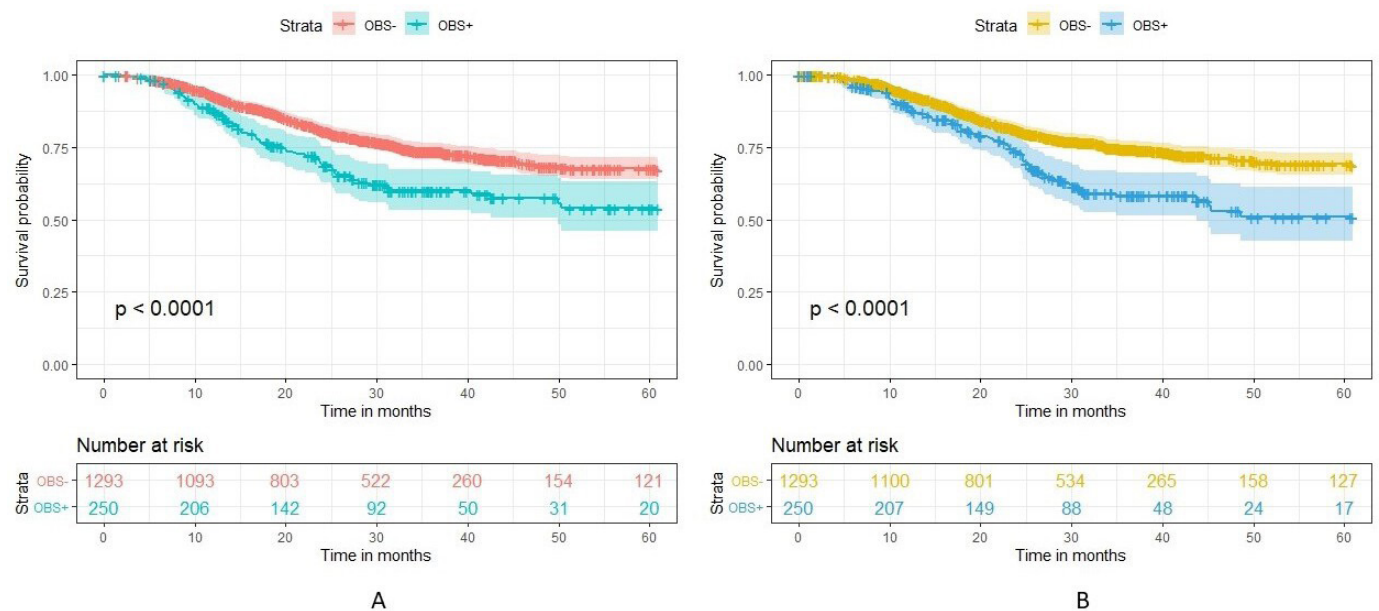 Strata OBS- OBS+
Survival probability
1.00
0.75
0.50
0.25
0.00
p < 0.0001
0 10 20 30 40 50 60
Time in months
Number at risk
Strata
OBS- 1293 1093 803 522 260 154 121
OBS+ 250 206 142 92 50 31 20
0 10 20 30 40 50 60
Time in months
A
Strata OBS- OBS+
Survival probability
1.00
0.75
0.50
0.25
0.00
p < 0.0001
0 10 20 30 40 50 60
Time in months
Number at risk
Strata
OBS- 1293 1100 801 534 265 158 127
OBS+ 250 207 149 88 48 24 17
0 10 20 30 40 50 60
Time in months
B